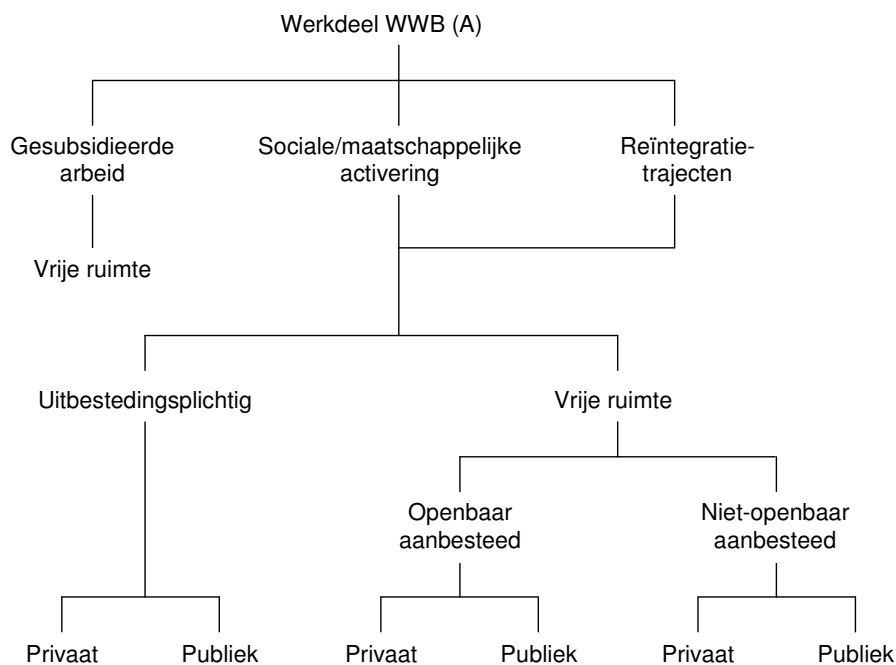 Werkdeel WWB (A)
Gesubsidieerde
arbeid
Sociale/maatschappelijke
activering
Reïntegratie-
trajecten
Vrije ruimte
Uitbestedingsplichtig
Vrije ruimte
Openbaar
aanbesteed
Niet-openbaar
aanbesteed
Privaat
Publiek
Privaat
Publiek
Privaat
Publiek